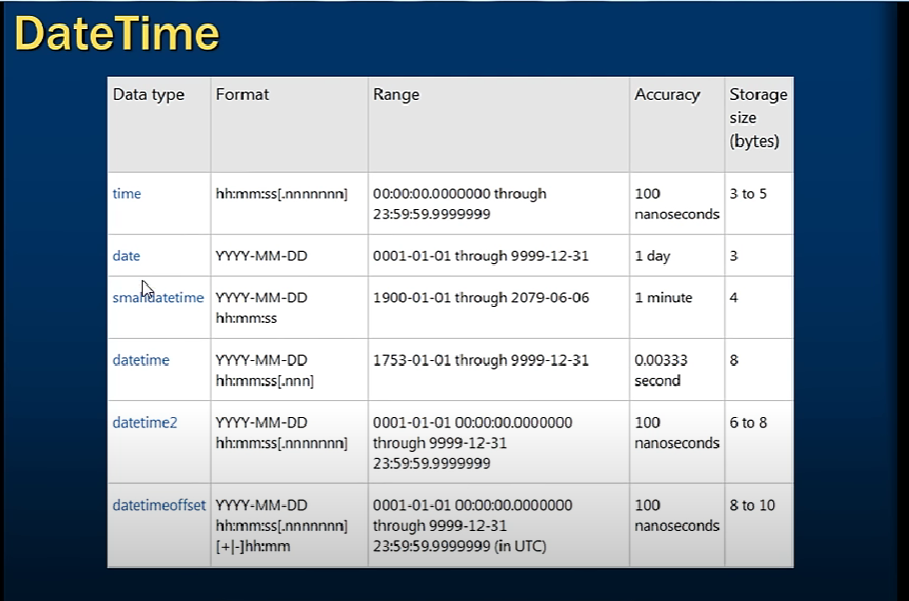 DateTime
Data type Format Range Accuracy Storage
size
(bytes)
time hh:mm:ss[.nnnnnnn] 00:00:00.0000000 through 100 3 to 5
23:59:59.9999999 nanoseconds
date YYYY-MM-DD 0001-01-01 through 9999-12-31 1 day 3
smalldatetime YYYY-MM-DD 1900-01-01 through 2079-06-06 1 minute 4
hh:mm:ss
datetime YYYY-MM-DD 1753-01-01 through 9999-12-31 0.00333 8
hh:mm:ss[.nnn] second
datetime2 YYYY-MM-DD 0001-01-01 00:00:00.0000000 100 6 to 8
hh:mm:ss[.nnnnnnn] through 9999-12-31 nanoseconds
23:59:59.9999999
datetimeoffset YYYY-MM-DD 0001-01-01 00:00:00.0000000 100 8 to 10
hh:mm:ss[.nnnnnnn] through 9999-12-31 nanoseconds
[+|-]hh:mm 23:59:59.9999999 (in UTC)